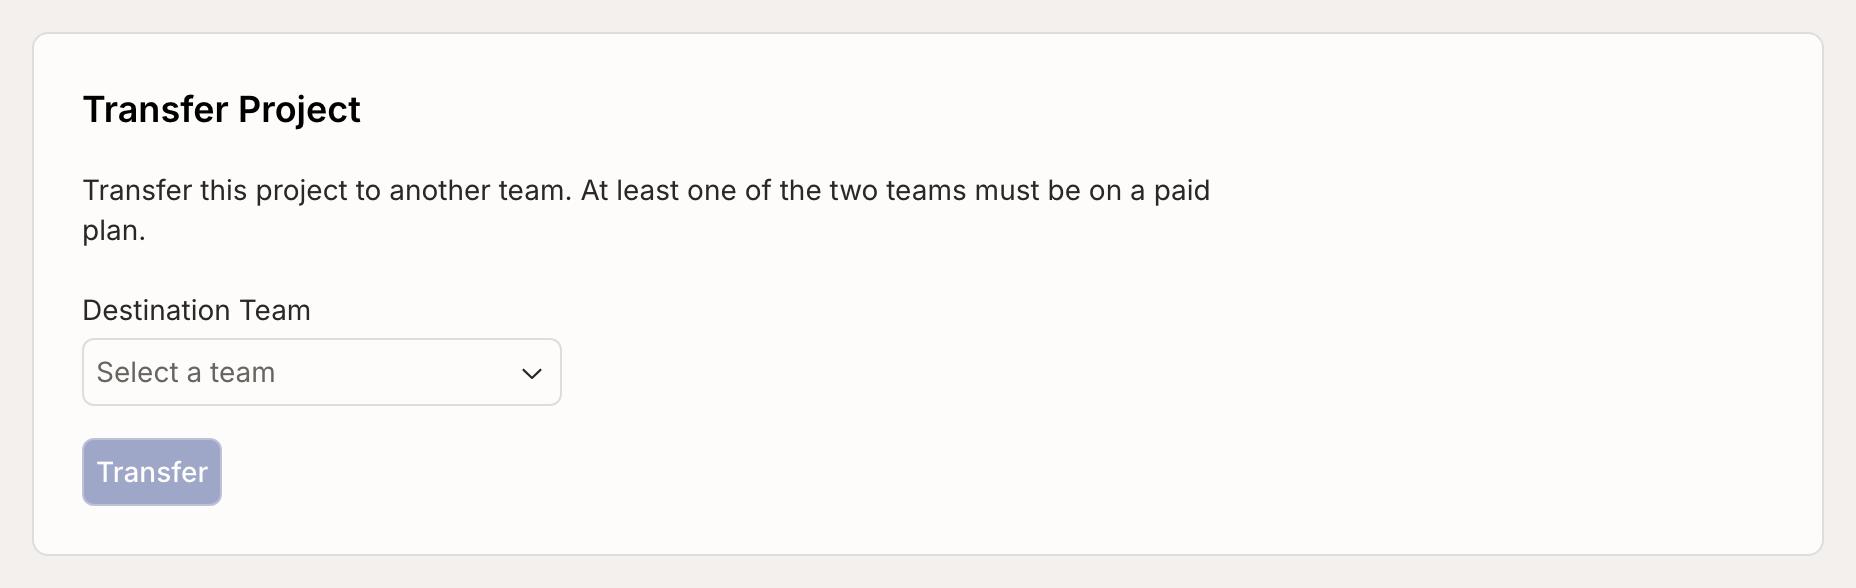 Transfer Project
Transfer this project to another team. At least one of the two teams must be on a paid
plan.
Destination Team
Select a team
Transfer